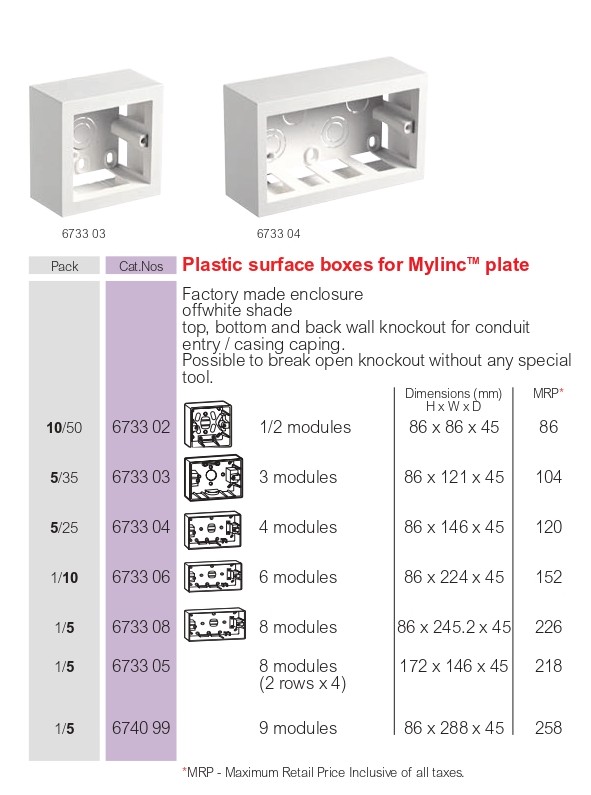 6733 03 6733 04
Pack Cat.Nos Plastic surface boxes for Mylinc™ plate
Factory made enclosure
offwhite shade
top, bottom and back wall knockout for conduit
entry / casing caping.
Possible to break open knockout without any special
tool.
Dimensions (mm) MRP*
H x W x D
10/50 6733 02 1/2 modules 86 x 86 x 45 86
5/35 6733 03 3 modules 86 x 121 x 45 104
5/25 6733 04 4 modules 86 x 146 x 45 120
1/10 6733 06 6 modules 86 x 224 x 45 152
1/5 6733 08 8 modules 86 x 245.2 x 45 226
1/5 6733 05 8 modules 172 x 146 x 45 218
(2 rows x 4)
1/5 6740 99 9 modules 86 x 288 x 45 258
*MRP - Maximum Retail Price Inclusive of all taxes.